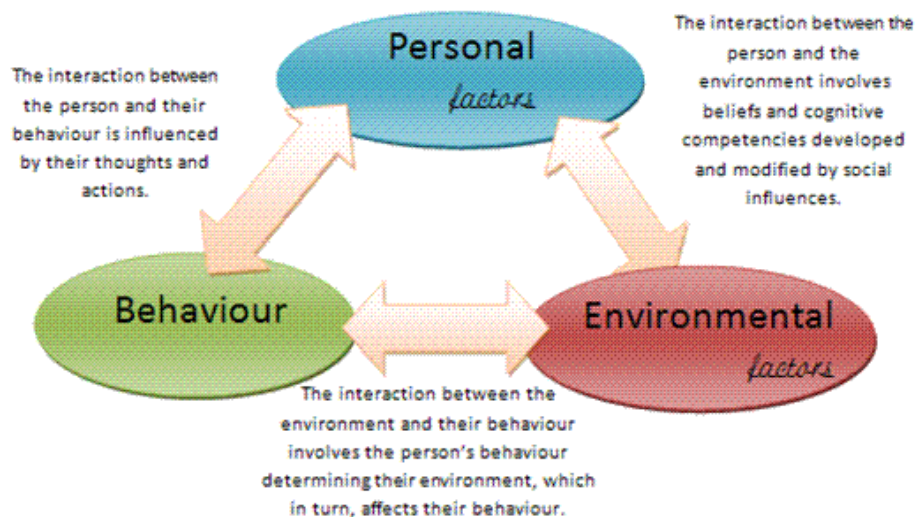 Personal
factors
The interaction between
the person and their
behaviour is influenced
by their thoughts and
actions.
The interaction between the
person and the
environment involves
beliefs and cognitive
competencies developed
and modified by social
influences.
Behaviour
Environmental
factors
The interaction between the
environment and their behaviour
involves the person's behaviour
determining their environment, which
in turn, affects their behaviour.